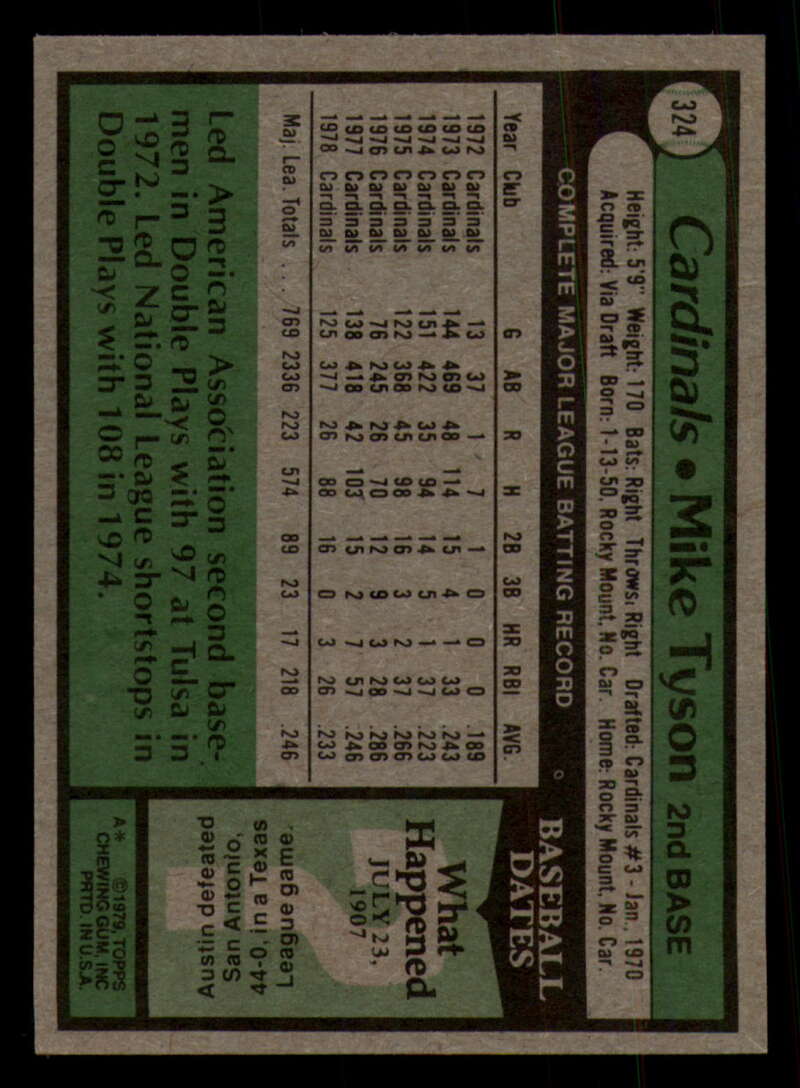 324
Cardinals • Mike Tyson 2nd BASE
Height: 5'9" Weight: 170 Bats: Right Throws: Right Drafted: Cardinals #3 - Jan., 1970
Acquired: Via Draft Born: 1-13-50, Rocky Mount, No. Car. Home: Rocky Mount, No. Car.
COMPLETE MAJOR LEAGUE BATTING RECORD
Year Club G AB R H 2B 3B HR RBI AVG.
1972 Cardinals 13 37 1 7 1 0 0 0 .189
1973 Cardinals 144 469 48 114 15 4 1 33 .243
1974 Cardinals 151 422 35 94 14 5 1 37 .223
1975 Cardinals 122 368 45 98 16 3 2 37 .266
1976 Cardinals 76 245 26 70 12 9 3 28 .286
1977 Cardinals 138 418 42 103 15 2 7 57 .246
1978 Cardinals 125 377 26 88 16 0 3 26 .233
Maj. Lea. Totals ... 769 2336 223 574 89 23 17 218 .246
Led American Association second base-
men in Double Plays with 97 at Tulsa in
1972. Led National League shortstops in
Double Plays with 108 in 1974.
BASEBALL
DATES
What
Happened
JULY 23,
1907
Austin defeated
San Antonio,
44-0, in a Texas
League game.
A* ©1979, TOPPS
CHEWING GUM, INC
PRTD. IN U.S.A.